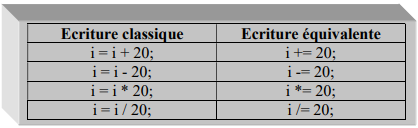 Ecriture classique Ecriture équivalente
i = i + 20; i += 20;
i = i - 20; i -= 20;
i = i * 20; i *= 20;
i = i / 20; i /= 20;